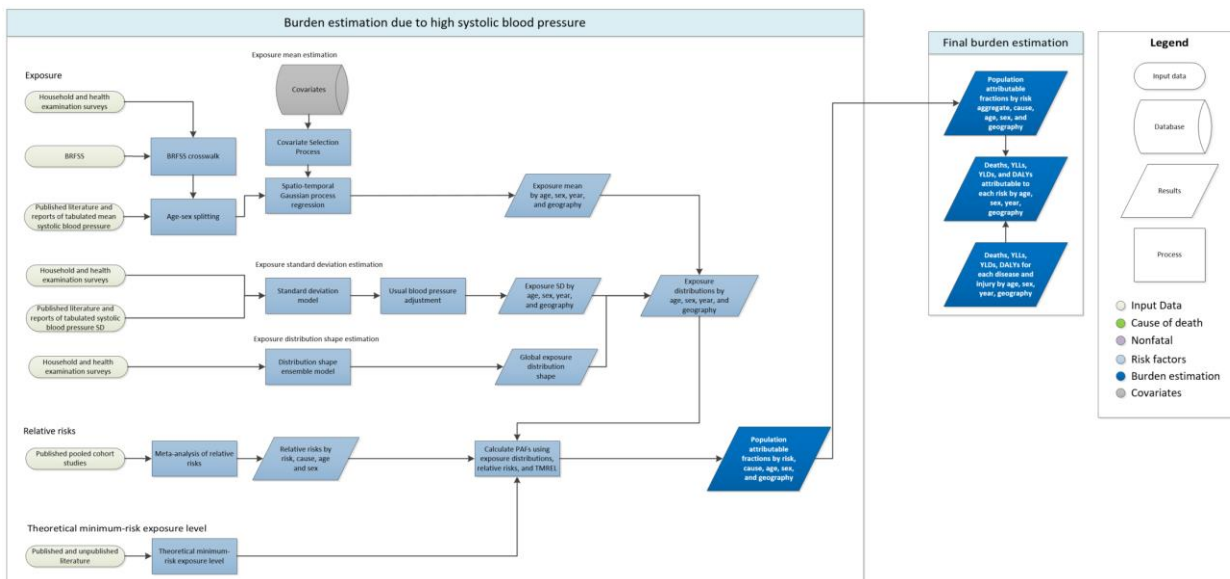 Burden estimation due to high systolic blood pressure
Exposure mean estimation
Exposure
Household and health
examination surveys
Covariates
BRFSS
BRFSS crosswalk
Covariate Selection
Process
Published literature and
reports of tabulated mean
systolic blood pressure
Age-sex splitting
Spatio-temporal
Gaussian process
regression
Exposure mean
by age, sex, year,
and geography
Exposure standard deviation estimation
Household and health
examination surveys
Standard deviation
model
Usual blood pressure
adjustment
Exposure SD by
age, sex, year,
and geography
Exposure
distributions by
age, sex, year, and
geography
Published literature and
reports of tabulated systolic
blood pressure SD
Exposure distribution shape estimation
Household and health
examination surveys
Distribution shape
ensemble model
Global exposure
distribution
shape
Relative risks
Published pooled cohort
studies
Meta-analysis of relative
risks
Relative risks by
risk, cause, age
and sex
Calculate PAFs using
exposure distributions,
relative risks, and TMREL
Population
attributable
fractions by risk,
cause, age, sex,
and geography
Theoretical minimum-risk exposure level
Published and unpublished
literature
Theoretical minimum-
risk exposure level
Final burden estimation
Population
attributable
fractions by risk
aggregate, cause,
age, sex, and
geography
Deaths, YLLs,
YLDs, and DALYs
attributable to
each risk by age,
sex, year,
geography
Deaths, YLLs,
YLDs, DALYs for
each disease and
injury by age, sex,
year, geography
Legend
Input data
Database
Results
Process
Input Data
Cause of death
Nonfatal
Risk factors
Burden estimation
Covariates